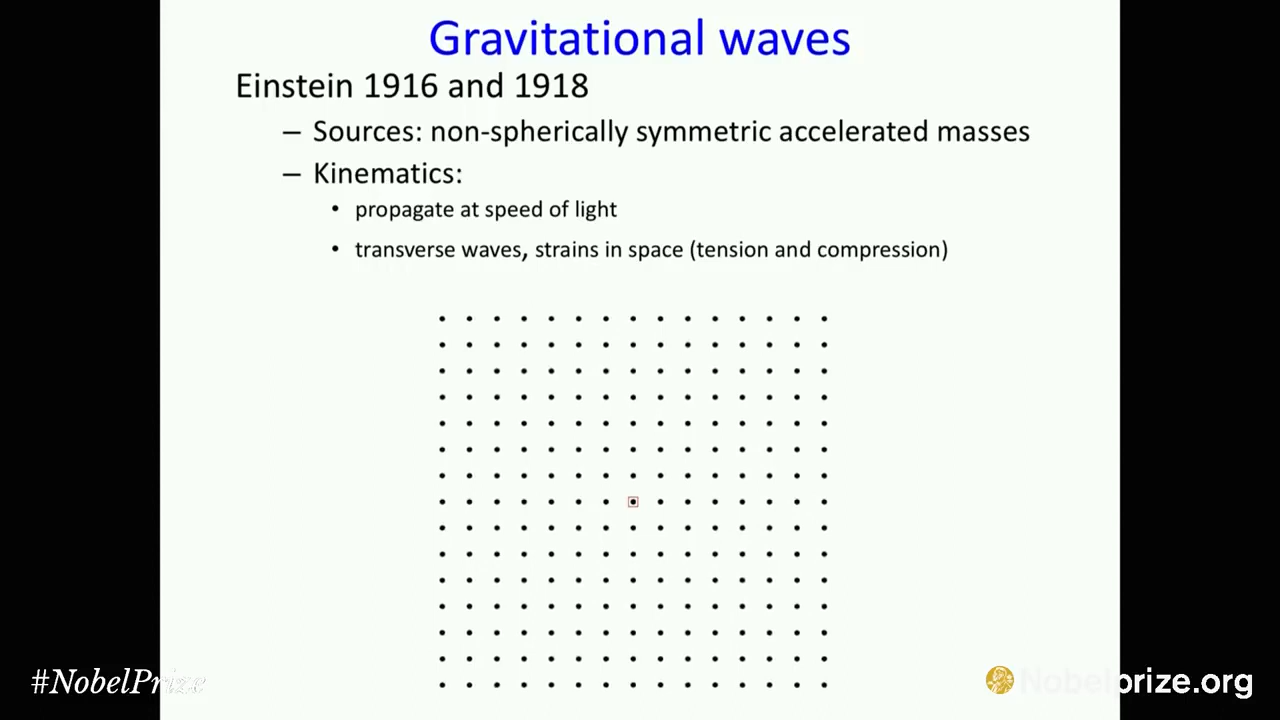 Gravitational waves
Einstein 1916 and 1918
– Sources: non-spherically symmetric accelerated masses
– Kinematics:
• propagate at speed of light
• transverse waves, strains in space (tension and compression)
#NobelPrize
Nobelprize.org